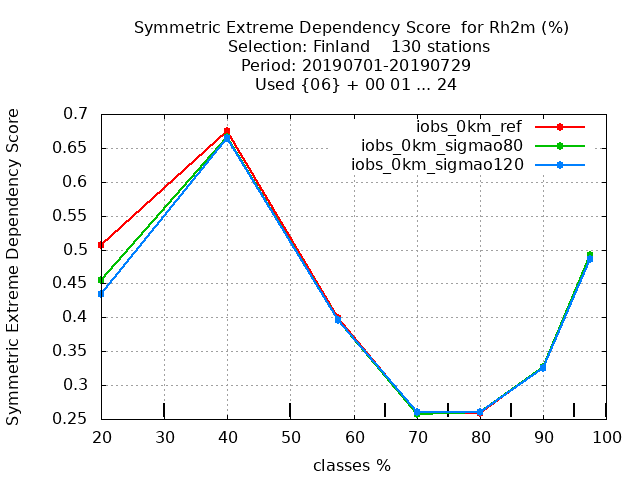 Symmetric Extreme Dependency Score  for Rh2m (%)
Selection: Finland    130 stations
Period: 20190701-20190729
Used {06} + 00 01 ... 24
Symmetric Extreme Dependency Score
0.7
0.65
0.6
0.55
0.5
0.45
0.4
0.35
0.3
0.25
iobs_0km_ref
iobs_0km_sigmao80
iobs_0km_sigmao120
20 30 40 50 60 70 80 90 100
classes %